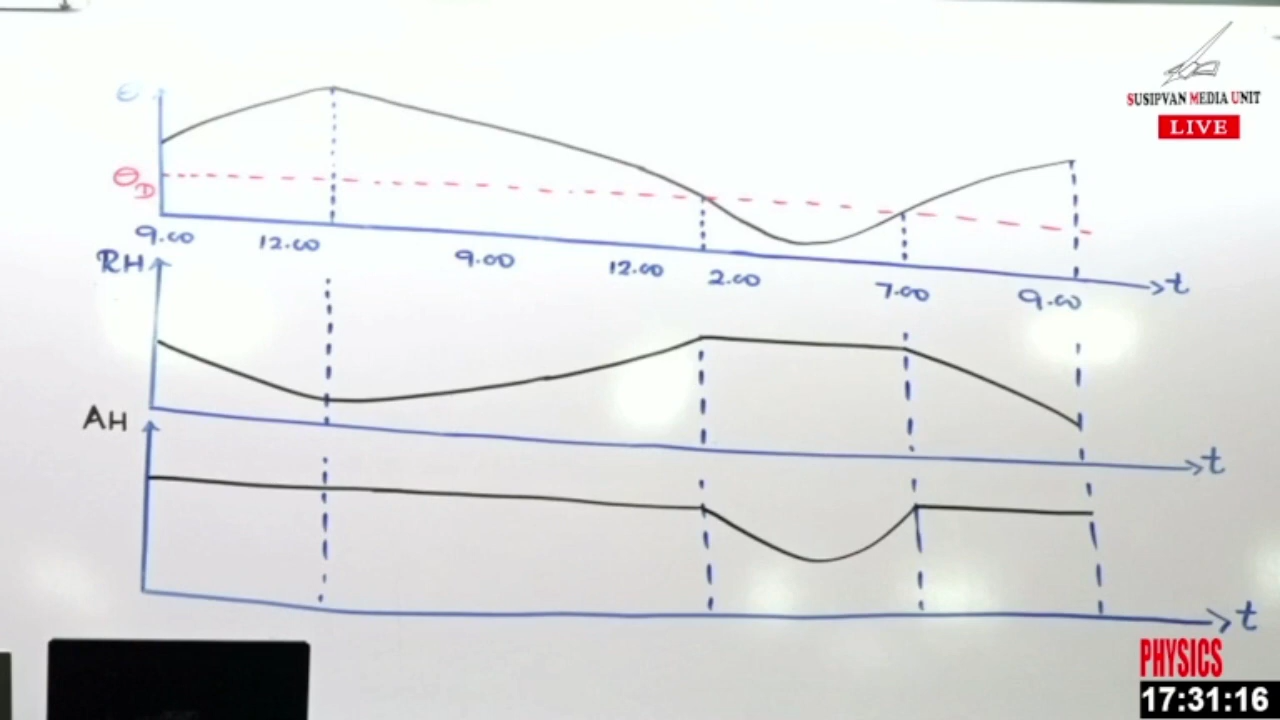 SUSIPVAN MEDIA UNIT
LIVE
θ
θD
9.00 12.00 9.00 12.00 2.00 7.00 9.00
t
RH
t
AH
t
PHYSICS
17:31:16